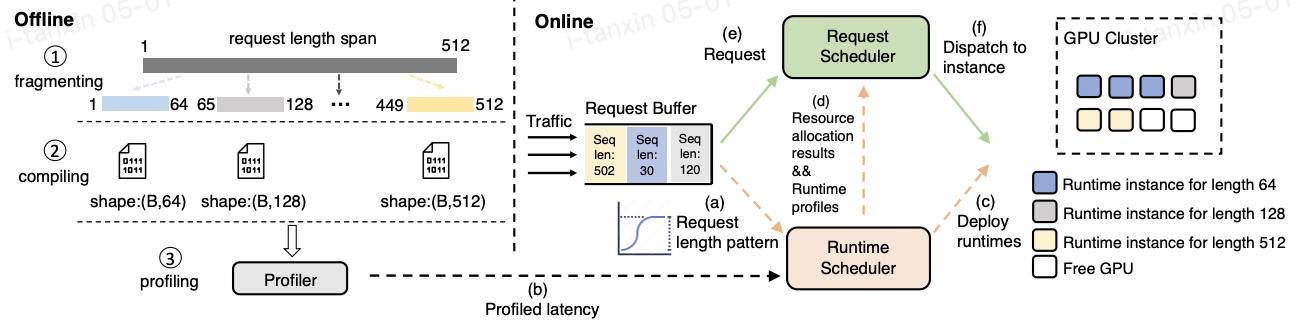 Offline
①
fragmenting
1
request length span
512
1
64
65
128
...
449
512
②
compiling
0111
1011
0111
1011
0111
1011
shape:(B,64)
shape:(B,128)
shape:(B,512)
③
profiling
Profiler
(b)
Profiled latency
Online
Traffic
Request Buffer
Seq
len:
502
Seq
len:
30
Seq
len:
120
(a)
Request
length pattern
(e)
Request
Request
Scheduler
(d)
Resource
allocation
results
&&
Runtime
profiles
Runtime
Scheduler
(f)
Dispatch to
instance
(c)
Deploy
runtimes
GPU Cluster
Runtime instance for length 64
Runtime instance for length 128
Runtime instance for length 512
Free GPU
i-tanxin 05-01
i-tanxin 05-01